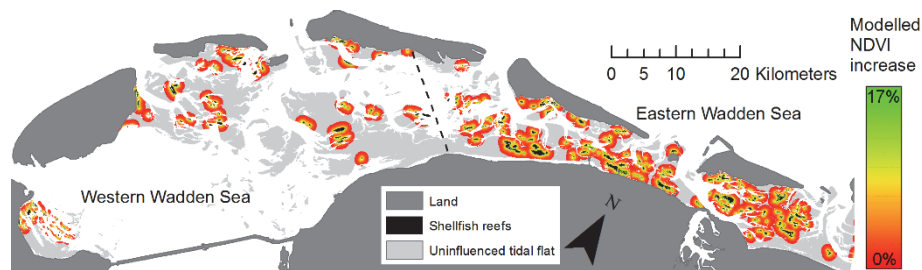 Modelled
NDVI
increase
17%
0%
0 5 10 20 Kilometers
Eastern Wadden Sea
Western Wadden Sea
Land
Shellfish reefs
Uninfluenced tidal flat
N